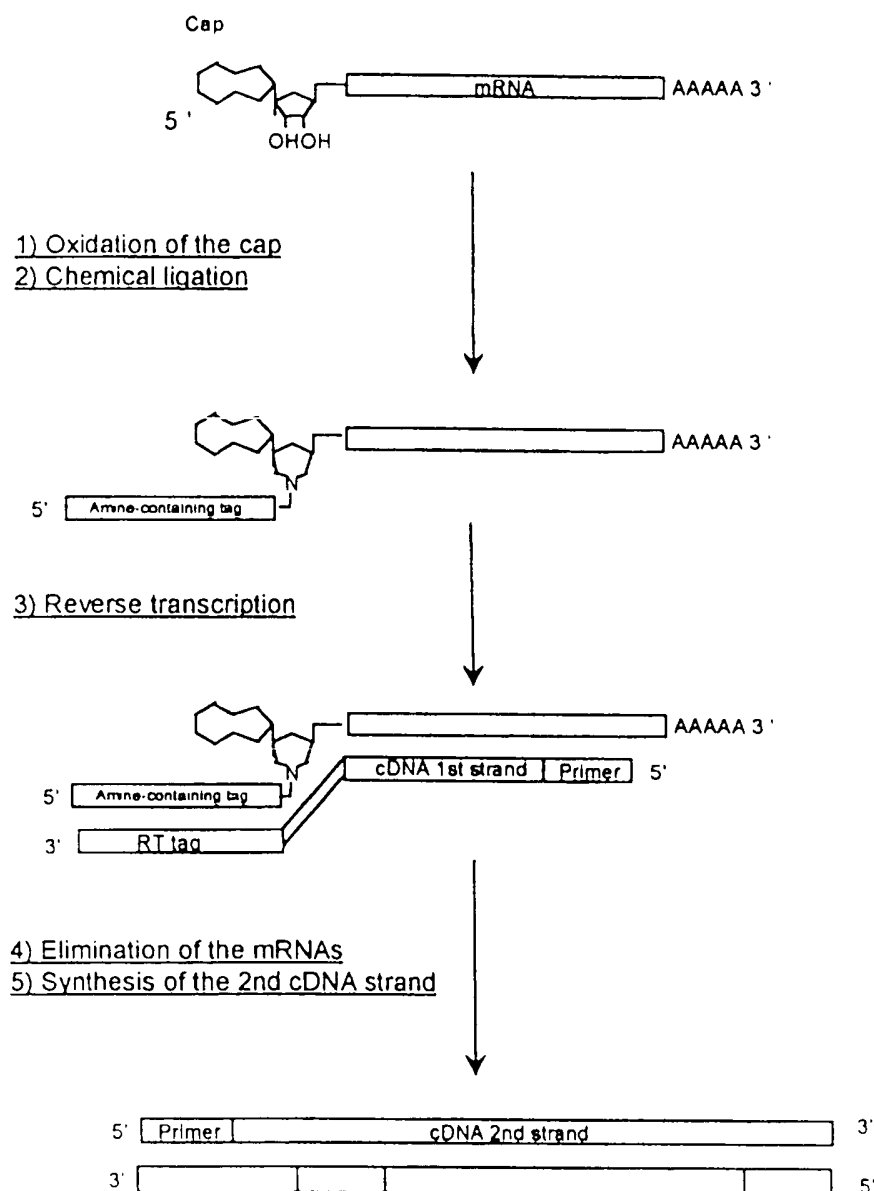 Cap
mRNA AAAAA 3 '
5 '
OHOH
1) Oxidation of the cap
2) Chemical ligation
AAAAA 3 '
N
5' Amine-containing tag
3) Reverse transcription
AAAAA 3 '
cDNA 1st strand Primer 5'
N
5' Amine-containing tag
3' RT tag
4) Elimination of the mRNAs
5) Synthesis of the 2nd cDNA strand
5' Primer cDNA 2nd strand 3'
3' 5'